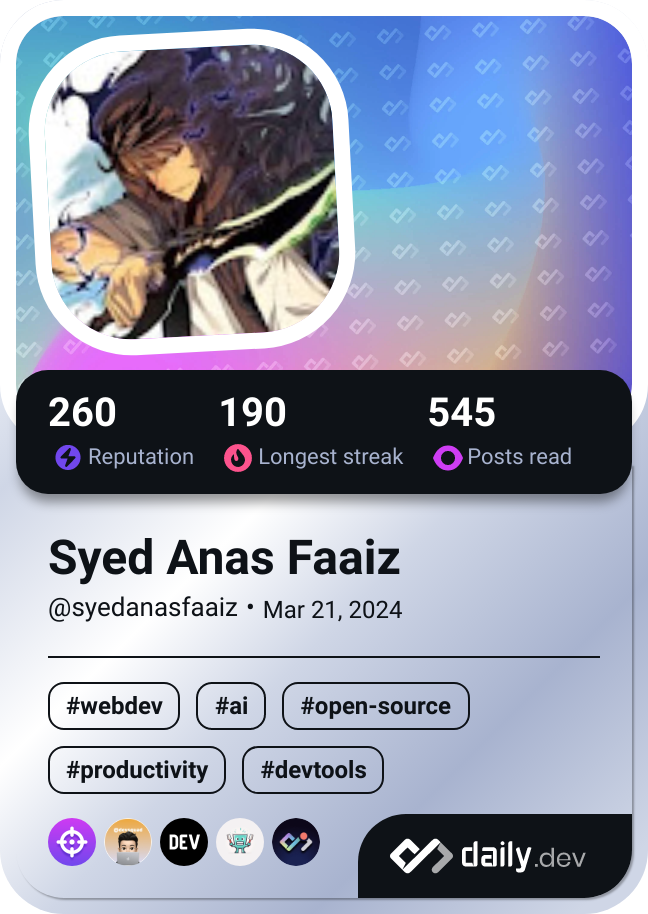 260 190 545
Reputation Longest streak Posts read
Syed Anas Faaiz
@syedanasfaaiz • Mar 21, 2024
#webdev #ai #open-source
#productivity #devtools
DEV
daily.dev